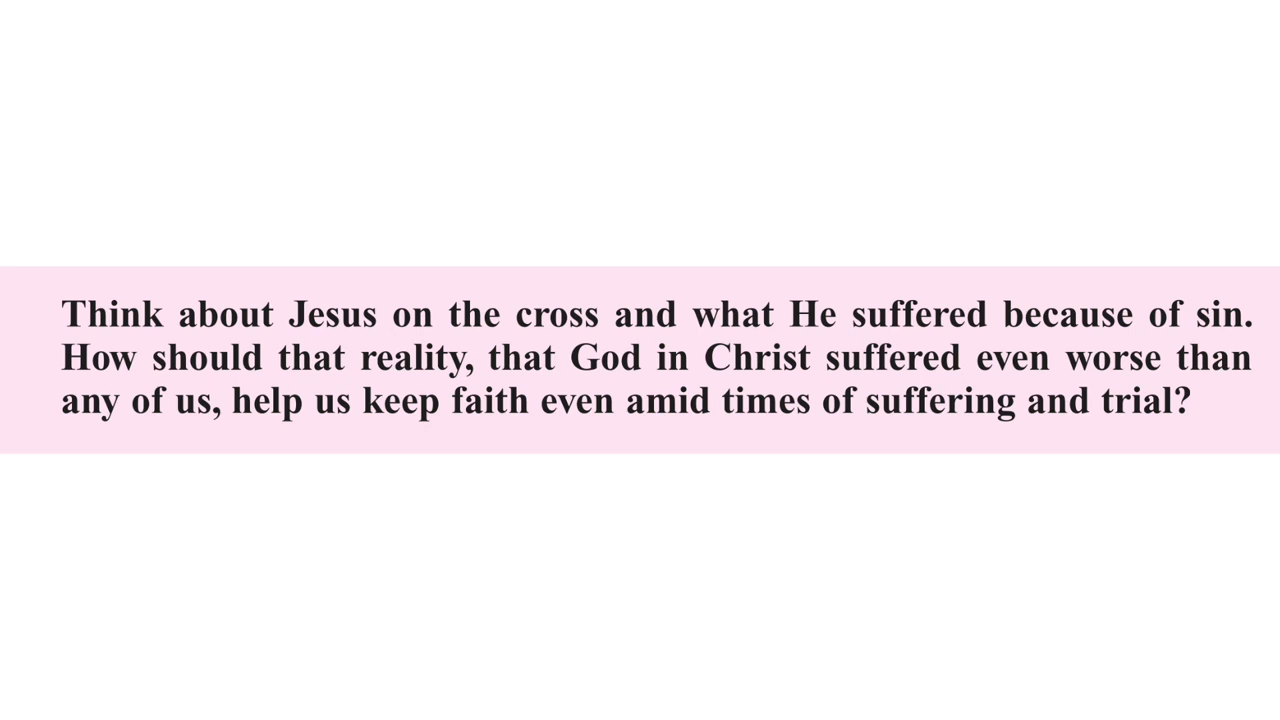 Think about Jesus on the cross and what He suffered because of sin.
How should that reality, that God in Christ suffered even worse than
any of us, help us keep faith even amid times of suffering and trial?